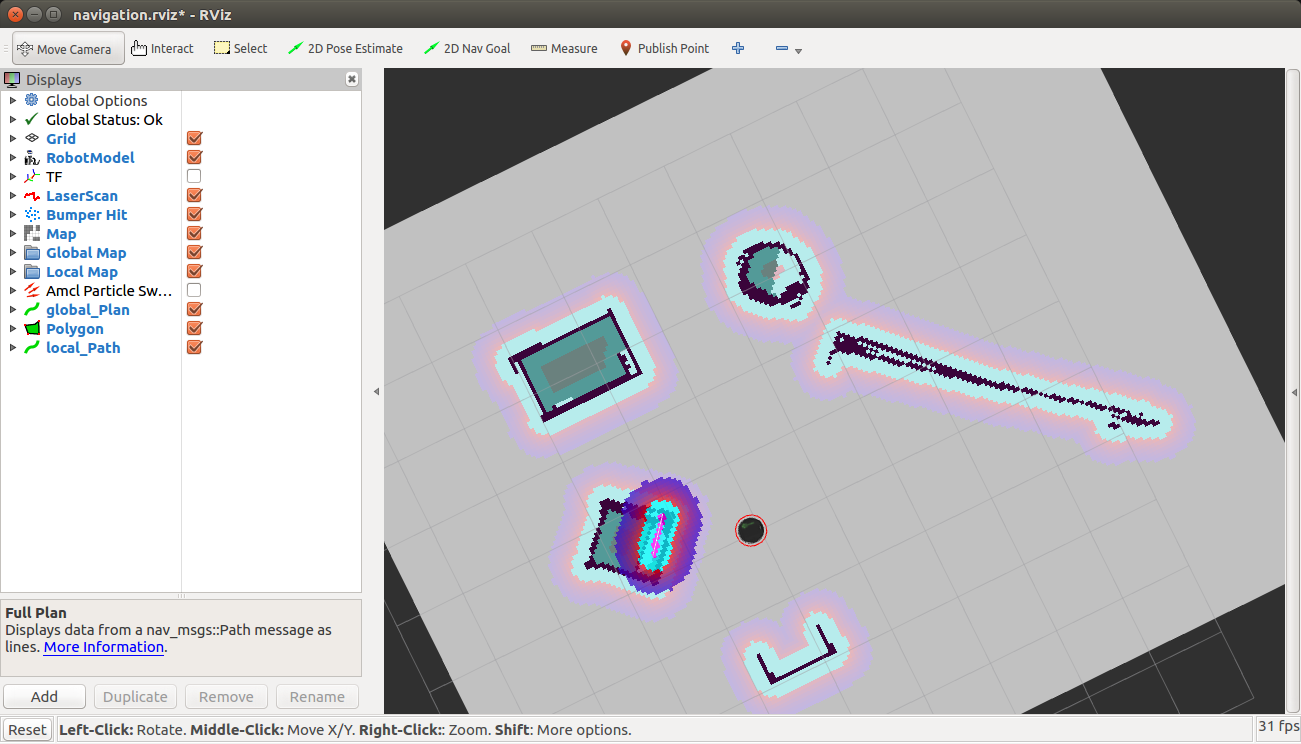 navigation.rviz* - RViz
Move Camera Interact Select 2D Pose Estimate 2D Nav Goal Measure Publish Point
Displays
Global Options
Global Status: Ok
Grid
RobotModel
TF
LaserScan
Bumper Hit
Map
Global Map
Local Map
Amcl Particle Sw...
global_Plan
Polygon
local_Path
Full Plan
Displays data from a nav_msgs::Path message as
lines. More Information.
Add Duplicate Remove Rename
Reset Left-Click: Rotate. Middle-Click: Move X/Y. Right-Click:: Zoom. Shift: More options. 31 fps